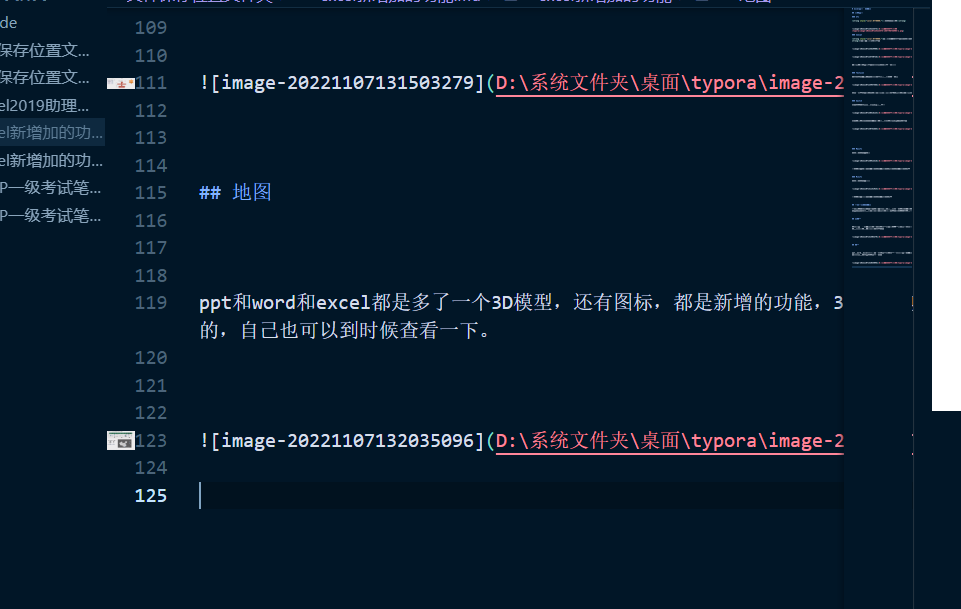 de
保存位置文...
保存位置文...
el2019助理...
el新增加的功...
el新增加的功...
P一级考试笔...
P一级考试笔...
109
110
111 ![image-20221107131503279](D:\系统文件夹\桌面\typora\image-2
112
113
114
115 ## 地图
116
117
118
119 ppt和word和excel都是多了一个3D模型，还有图标，都是新增的功能，3
的，自己也可以到时候查看一下。
120
121
122
123 ![image-20221107132035096](D:\系统文件夹\桌面\typora\image-2
124
125